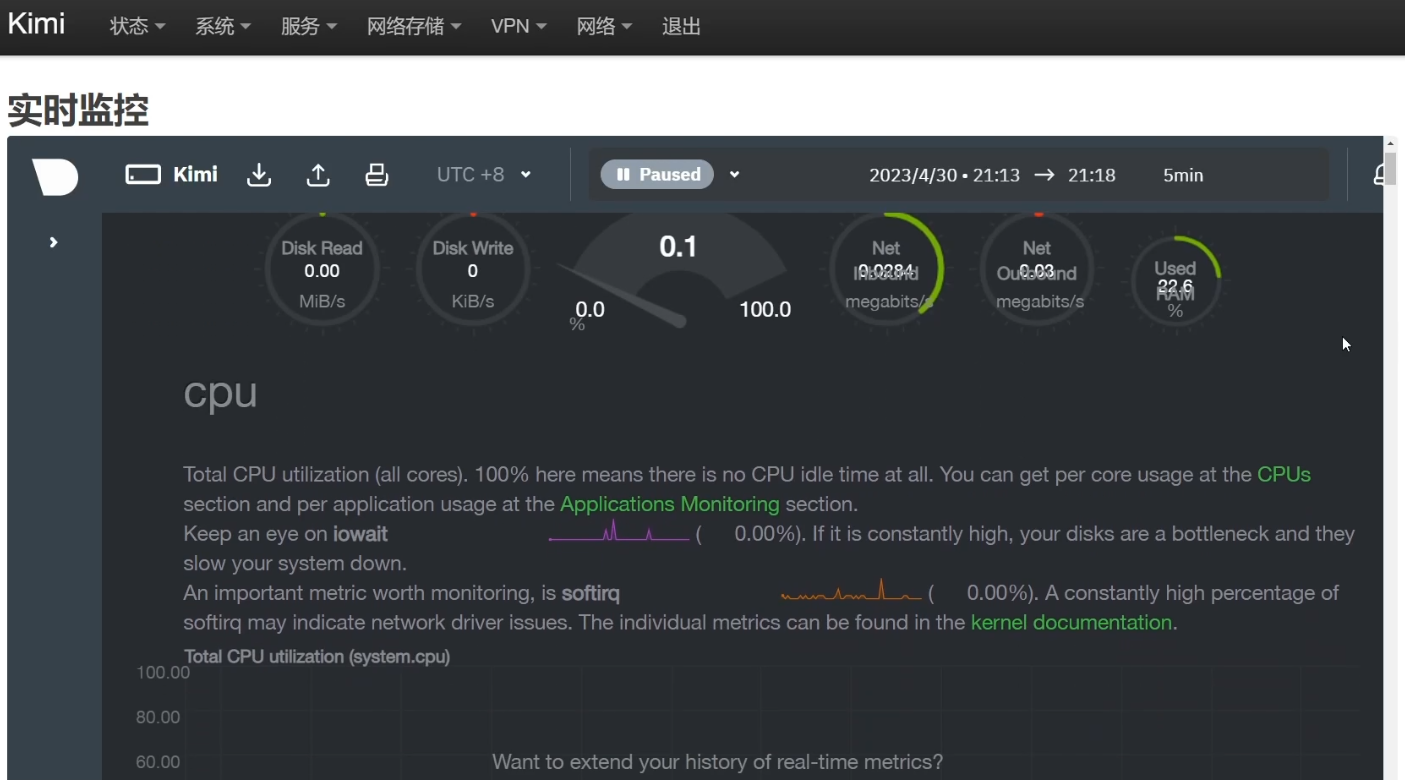 Kimi 状态 系统 服务 网络存储 VPN 网络 退出
实时监控
Kimi UTC +8 Paused 2023/4/30 • 21:13 → 21:18 5min
Disk Read
0.00
MiB/s
Disk Write
0
KiB/s
0.1
0.0
100.0
%
Net
Inbound
0.0284
megabits/s
Net
Outbound
0.03
megabits/s
Used
RAM
22.6
%
cpu
Total CPU utilization (all cores). 100% here means there is no CPU idle time at all. You can get per core usage at the CPUs
section and per application usage at the Applications Monitoring section.
Keep an eye on iowait ( 0.00%). If it is constantly high, your disks are a bottleneck and they
slow your system down.
An important metric worth monitoring, is softirq ( 0.00%). A constantly high percentage of
softirq may indicate network driver issues. The individual metrics can be found in the kernel documentation.
Total CPU utilization (system.cpu)
100.00
80.00
60.00
Want to extend your history of real-time metrics?